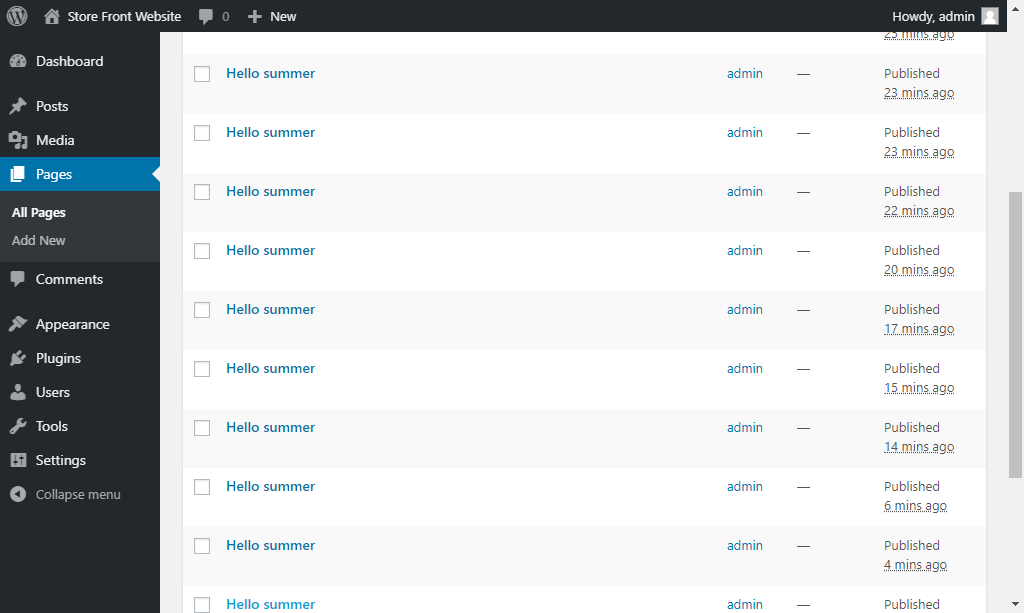 Store Front Website 0 New Howdy, admin
25 mins ago
Dashboard
Posts
Media
Pages
All Pages
Add New
Comments
Appearance
Plugins
Users
Tools
Settings
Collapse menu
Hello summer admin — Published
23 mins ago
Hello summer admin — Published
23 mins ago
Hello summer admin — Published
22 mins ago
Hello summer admin — Published
20 mins ago
Hello summer admin — Published
17 mins ago
Hello summer admin — Published
15 mins ago
Hello summer admin — Published
14 mins ago
Hello summer admin — Published
6 mins ago
Hello summer admin — Published
4 mins ago
Hello summer admin — Published